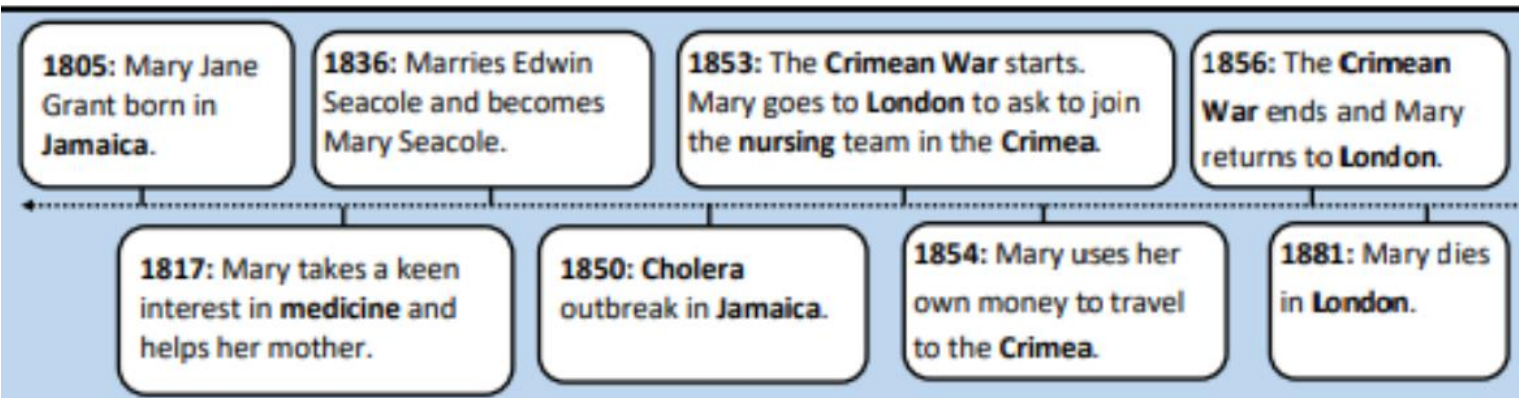 1805: Mary Jane
Grant born in
Jamaica.
1836: Marries Edwin
Seacole and becomes
Mary Seacole.
1853: The Crimean War starts.
Mary goes to London to ask to join
the nursing team in the Crimea.
1856: The Crimean
War ends and Mary
returns to London.
1817: Mary takes a keen
interest in medicine and
helps her mother.
1850: Cholera
outbreak in Jamaica.
1854: Mary uses her
own money to travel
to the Crimea.
1881: Mary dies
in London.